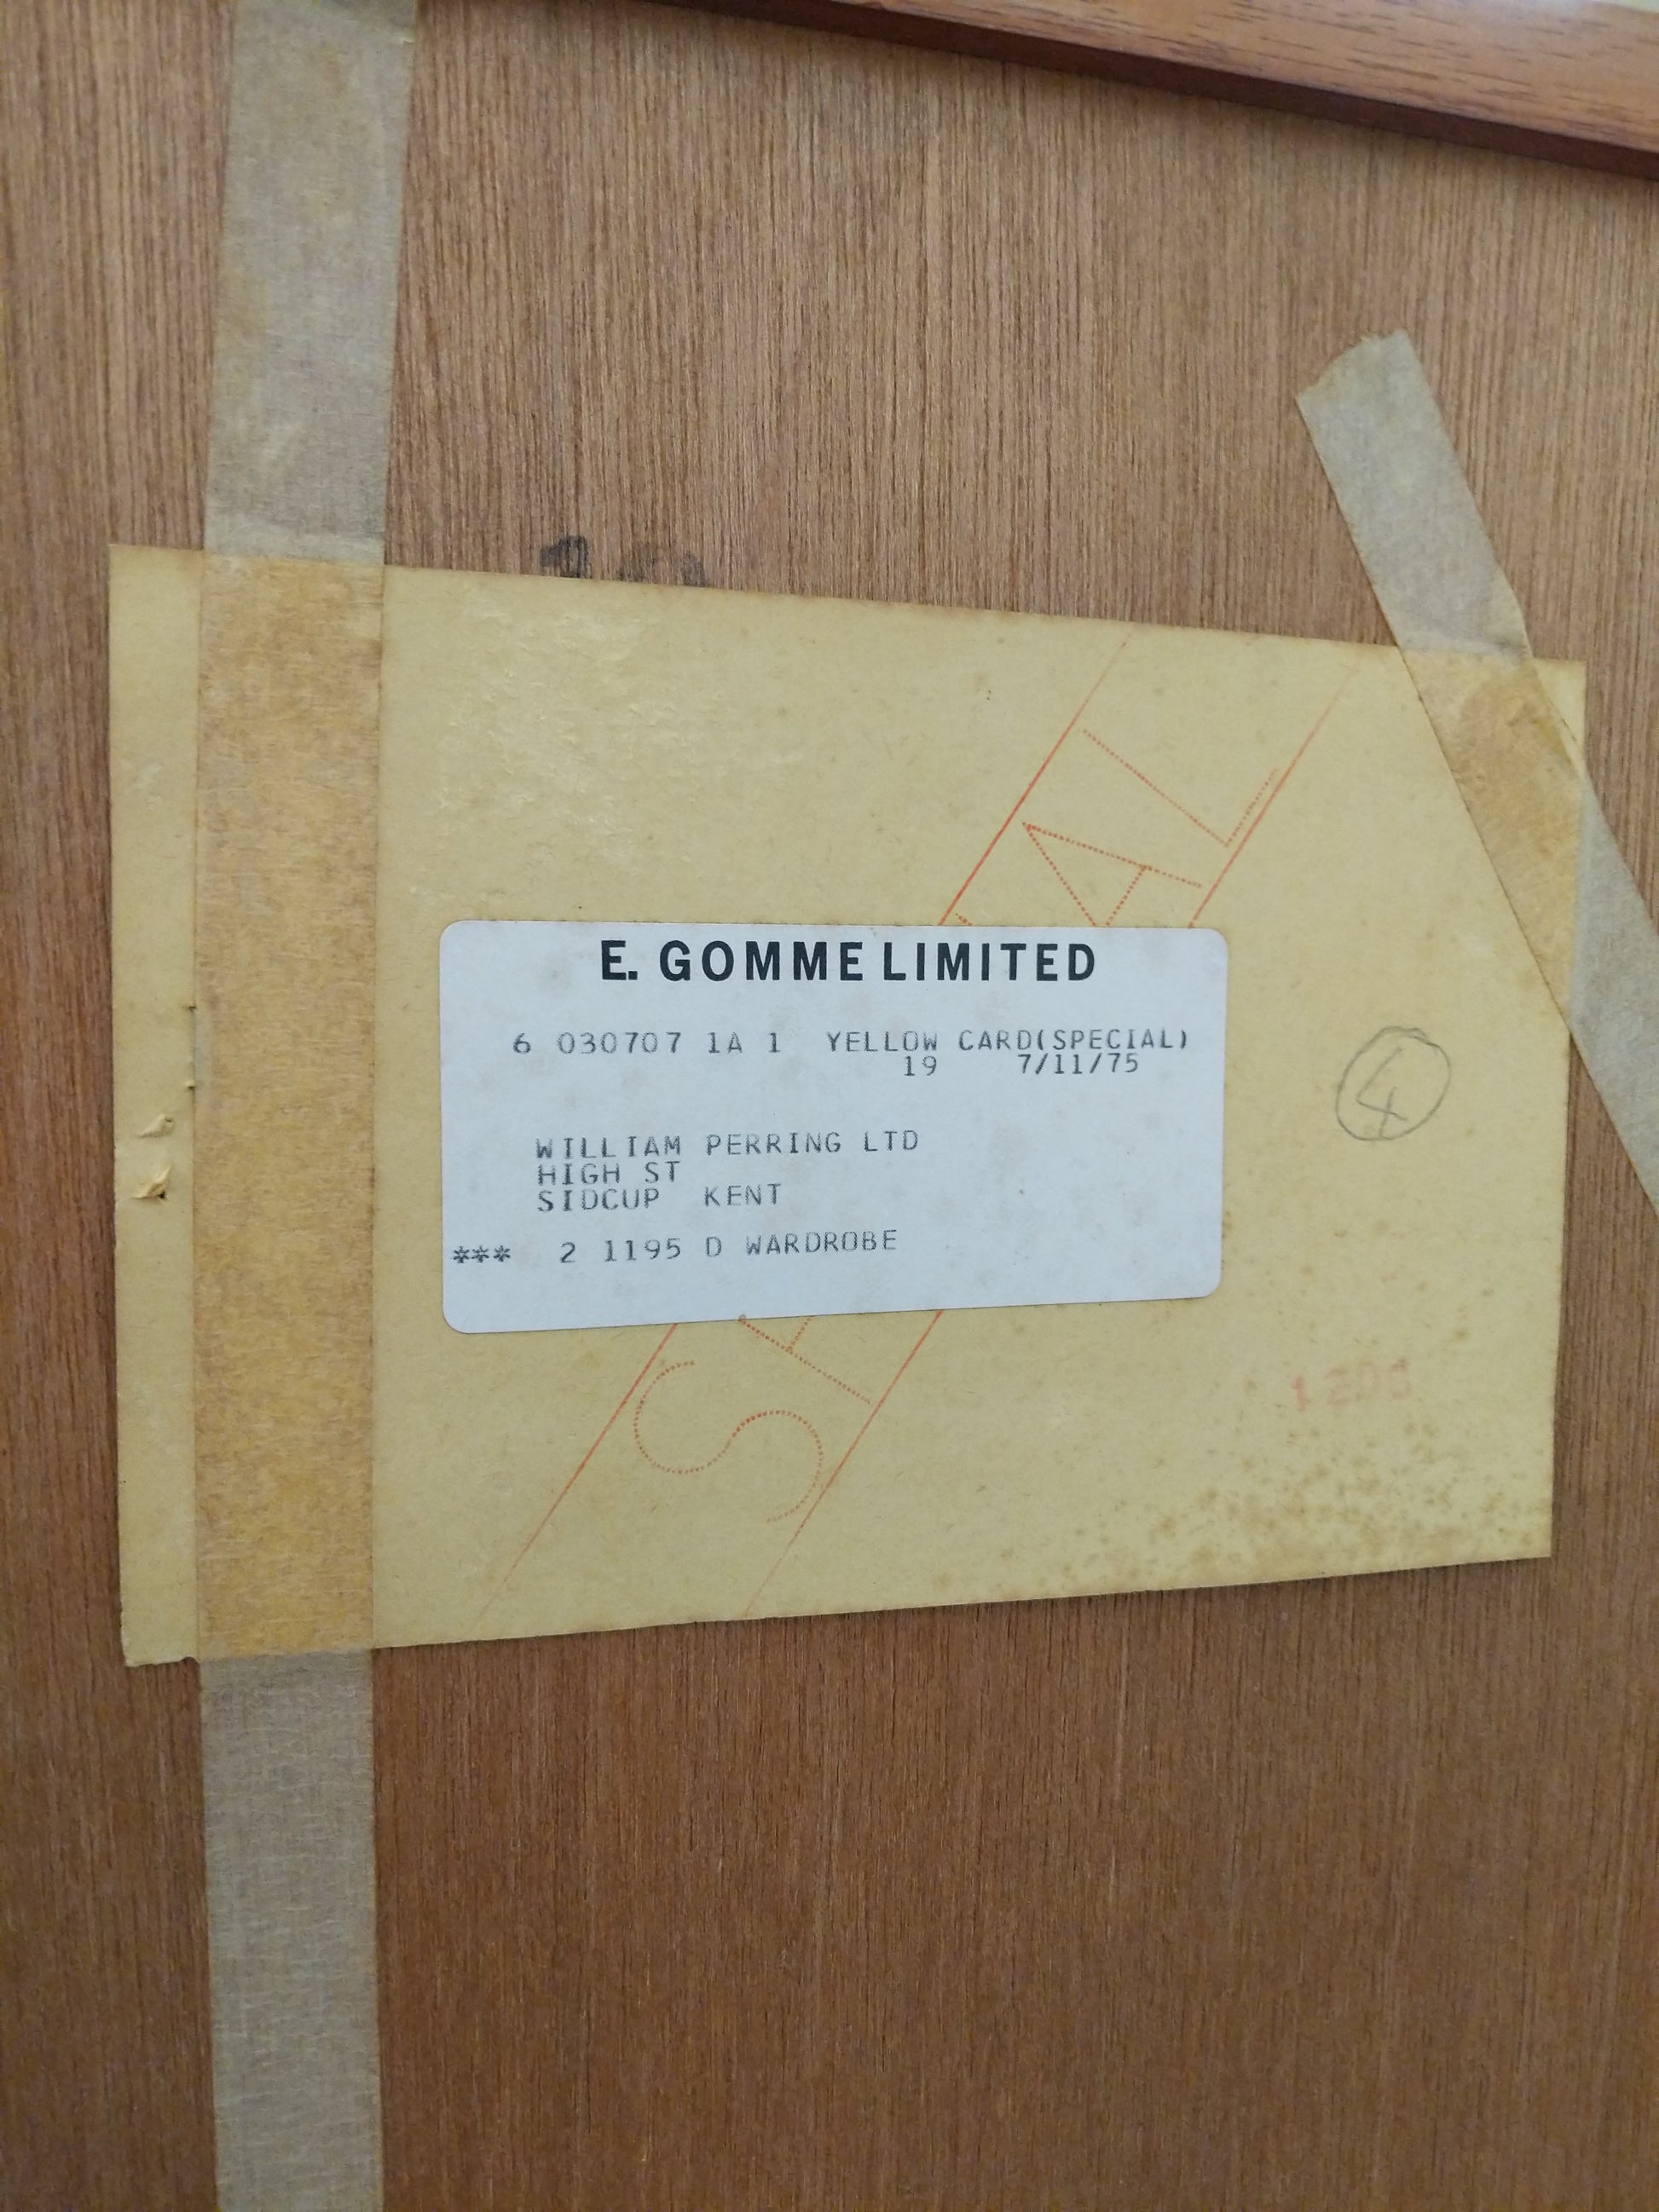 E. GOMME LIMITED
6 030707 1A 1 YELLOW CARD(SPECIAL)
19 7/11/75
WILLIAM PERRING LTD
HIGH ST
SIDCUP KENT
*** 2 1195 D WARDROBE
4